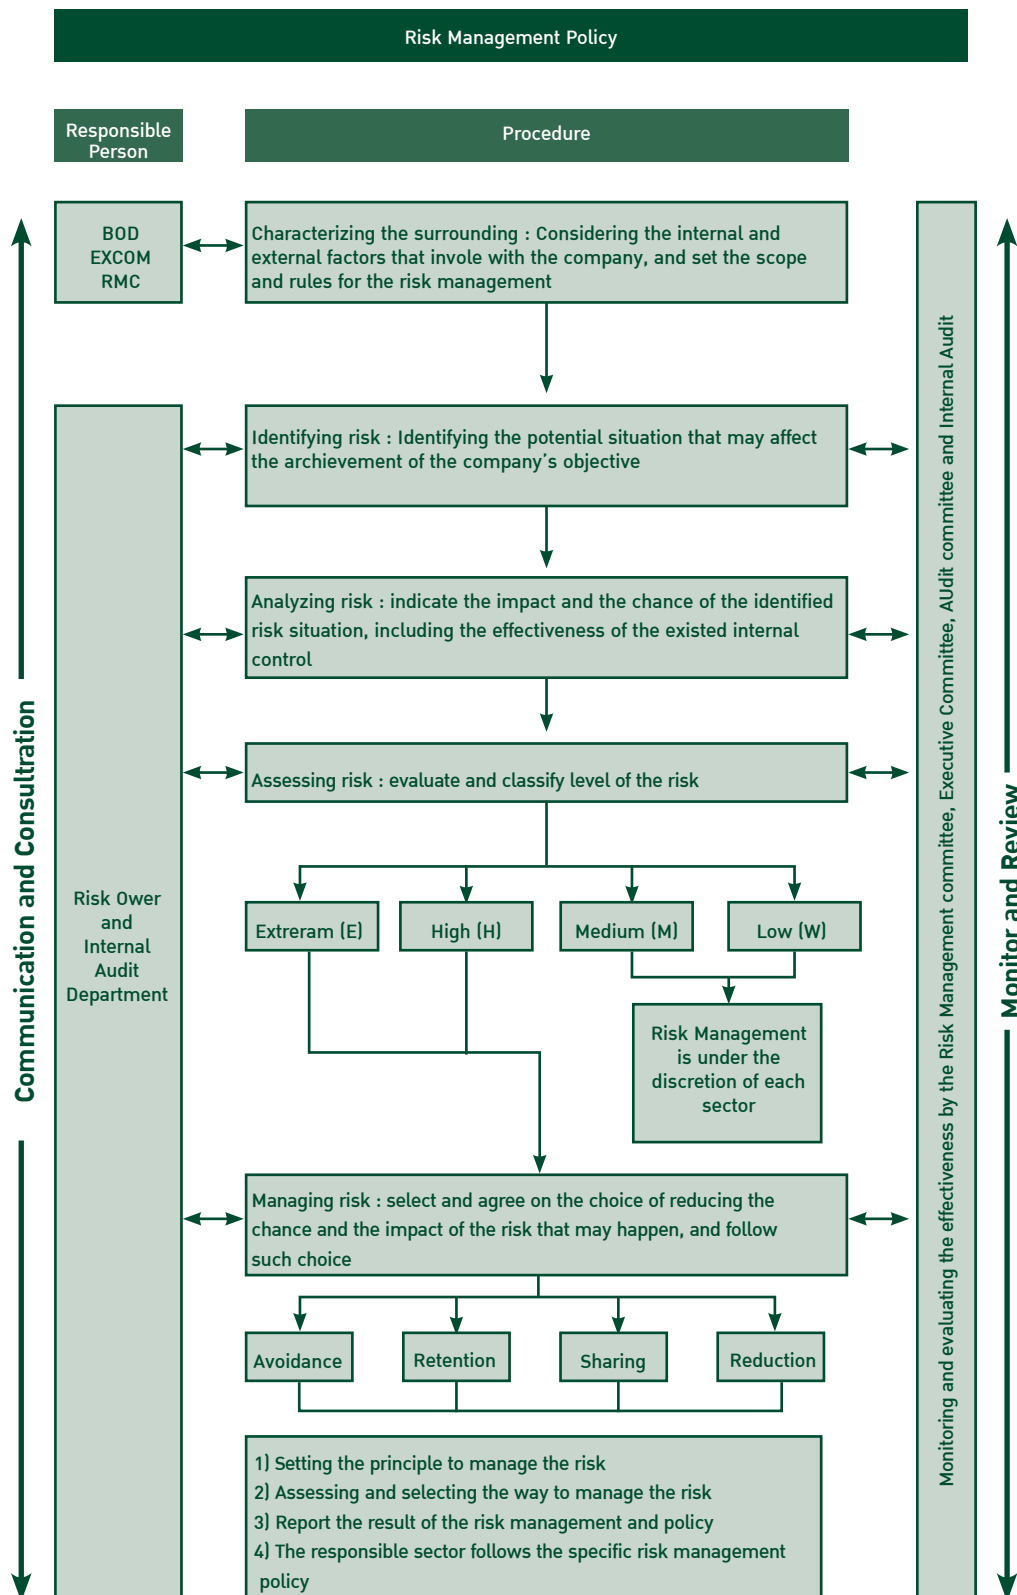 Risk Management Policy
Responsible
Person
Procedure
BOD
EXCOM
RMC
Characterizing the surrounding : Considering the internal and
external factors that invole with the company, and set the scope
and rules for the risk management
Identifying risk : Identifying the potential situation that may affect
the archievement of the company's objective
Analyzing risk : indicate the impact and the chance of the identified
risk situation, including the effectiveness of the existed internal
control
Assessing risk : evaluate and classify level of the risk
Extreram (E)
High (H)
Medium (M)
Low (W)
Risk Management
is under the
discretion of each
sector
Risk Ower
and
Internal
Audit
Department
Managing risk : select and agree on the choice of reducing the
chance and the impact of the risk that may happen, and follow
such choice
Avoidance
Retention
Sharing
Reduction
1) Setting the principle to manage the risk
2) Assessing and selecting the way to manage the risk
3) Report the result of the risk management and policy
4) The responsible sector follows the specific risk management
policy
Communication and Consultration
Monitoring and evaluating the effectiveness by the Risk Management committee, Executive Committee, AUdit committee and Internal Audit
Monitor and Review